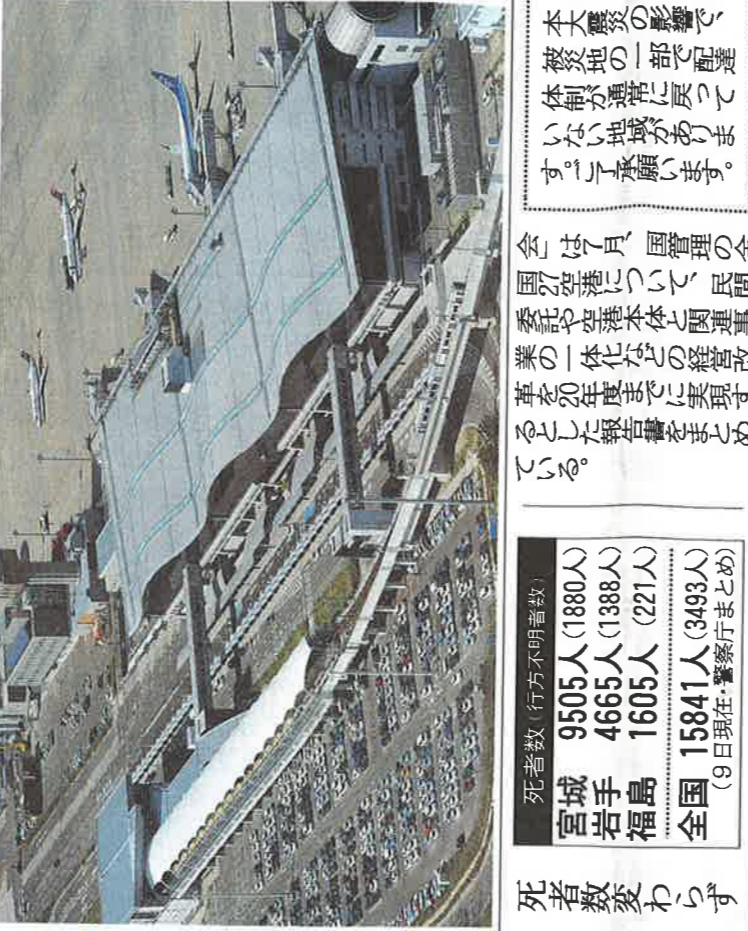 本大震災の影響で、
被災地の一部で配達
体制が通常に戻って
いない地域がありま
す。ご了承願います。
会」は7月、国管理の全
国27空港について、民間
委託や空港本体と関連事
業の一体化などの経営改
革を20年度までに実現す
るとした報告書をまとめ
ている。
死者数(行方不明者数)
宮城 9505人(1880人)
岩手 4665人(1388人)
福島 1605人(221人)
全国 15841人(3493人)
(9日現在・警察庁まとめ)
死者数変わらず